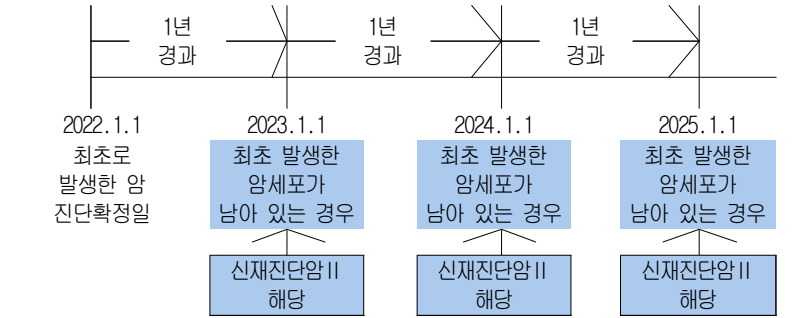 1년
경과
1년
경과
1년
경과
2022.1.1
최초로
발생한 암
진단확정일
2023.1.1
최초 발생한
암세포가
남아 있는 경우
2024.1.1
최초 발생한
암세포가
남아 있는 경우
2025.1.1
최초 발생한
암세포가
남아 있는 경우
신재진단암Ⅱ
해당
신재진단암Ⅱ
해당
신재진단암Ⅱ
해당